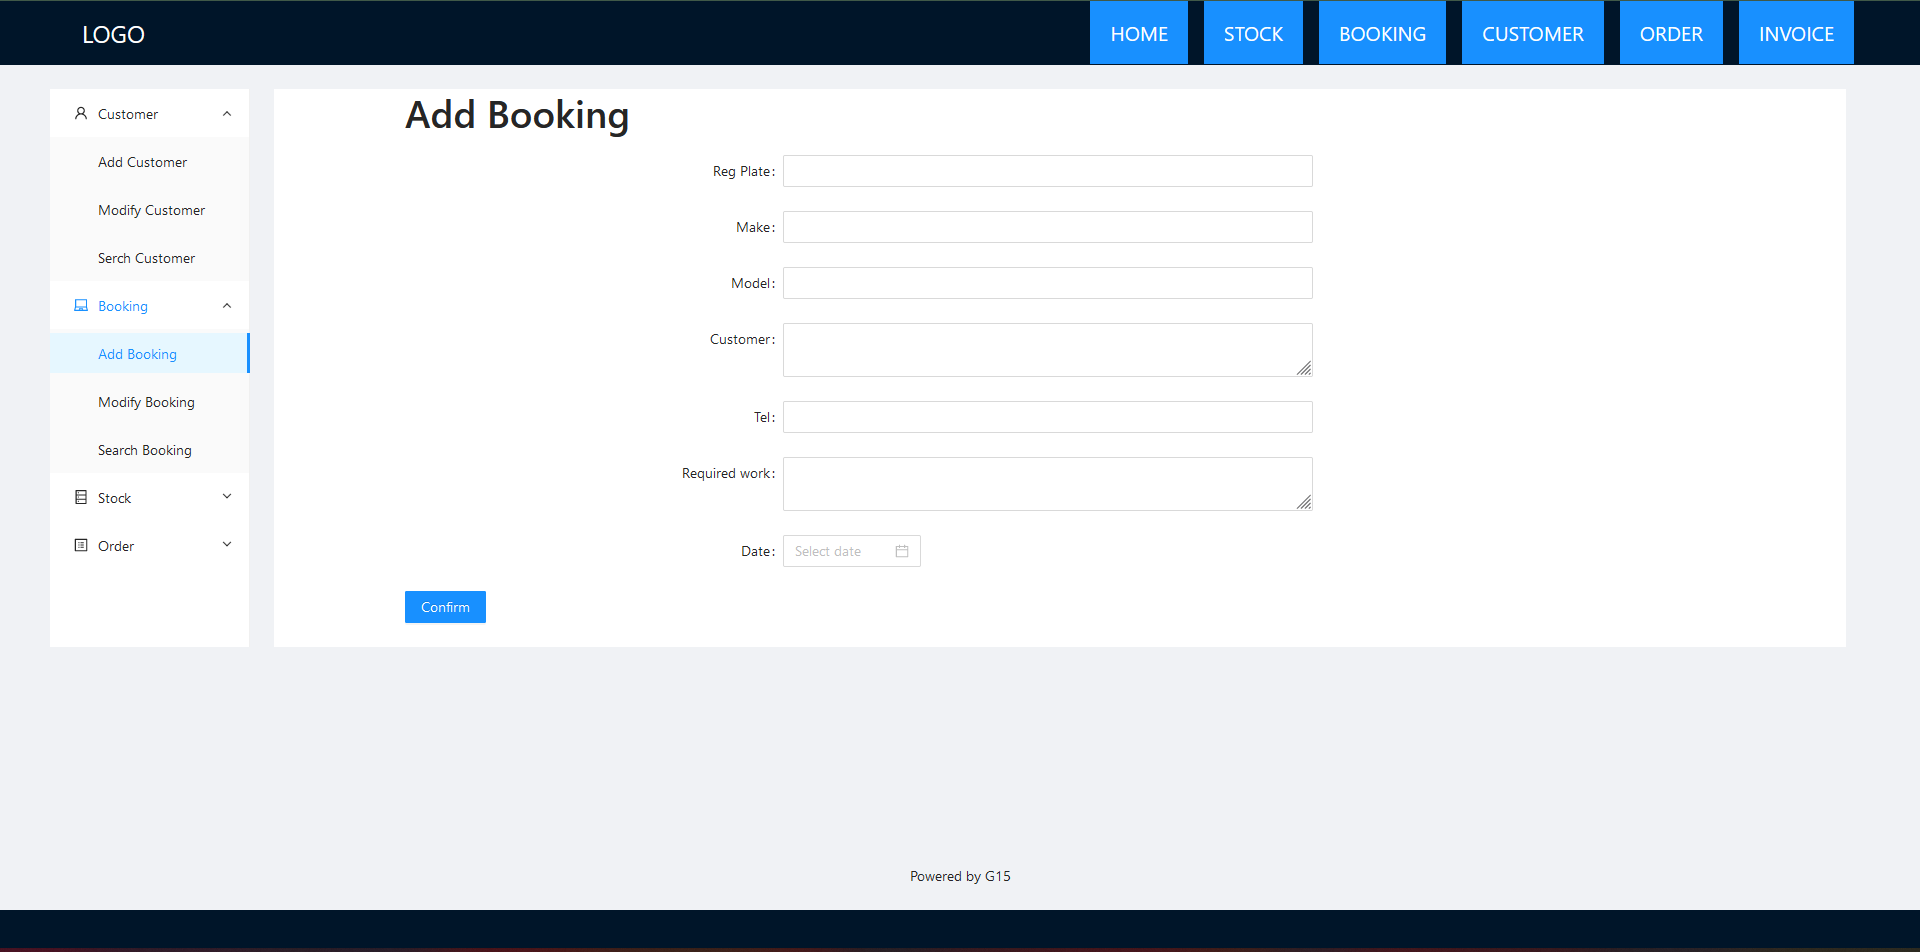 LOGO
HOME
STOCK
BOOKING
CUSTOMER
ORDER
INVOICE
Customer
Add Customer
Modify Customer
Serch Customer
Booking
Add Booking
Modify Booking
Search Booking
Stock
Order
Add Booking
Reg Plate:
Make:
Model:
Customer:
Tel:
Required work:
Date: Select date
Confirm
Powered by G15